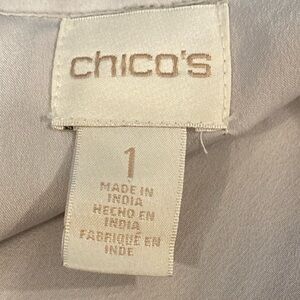 chico's
1
MADE IN
INDIA
HECHO EN
INDIA
FABRIQUÉ EN
INDE